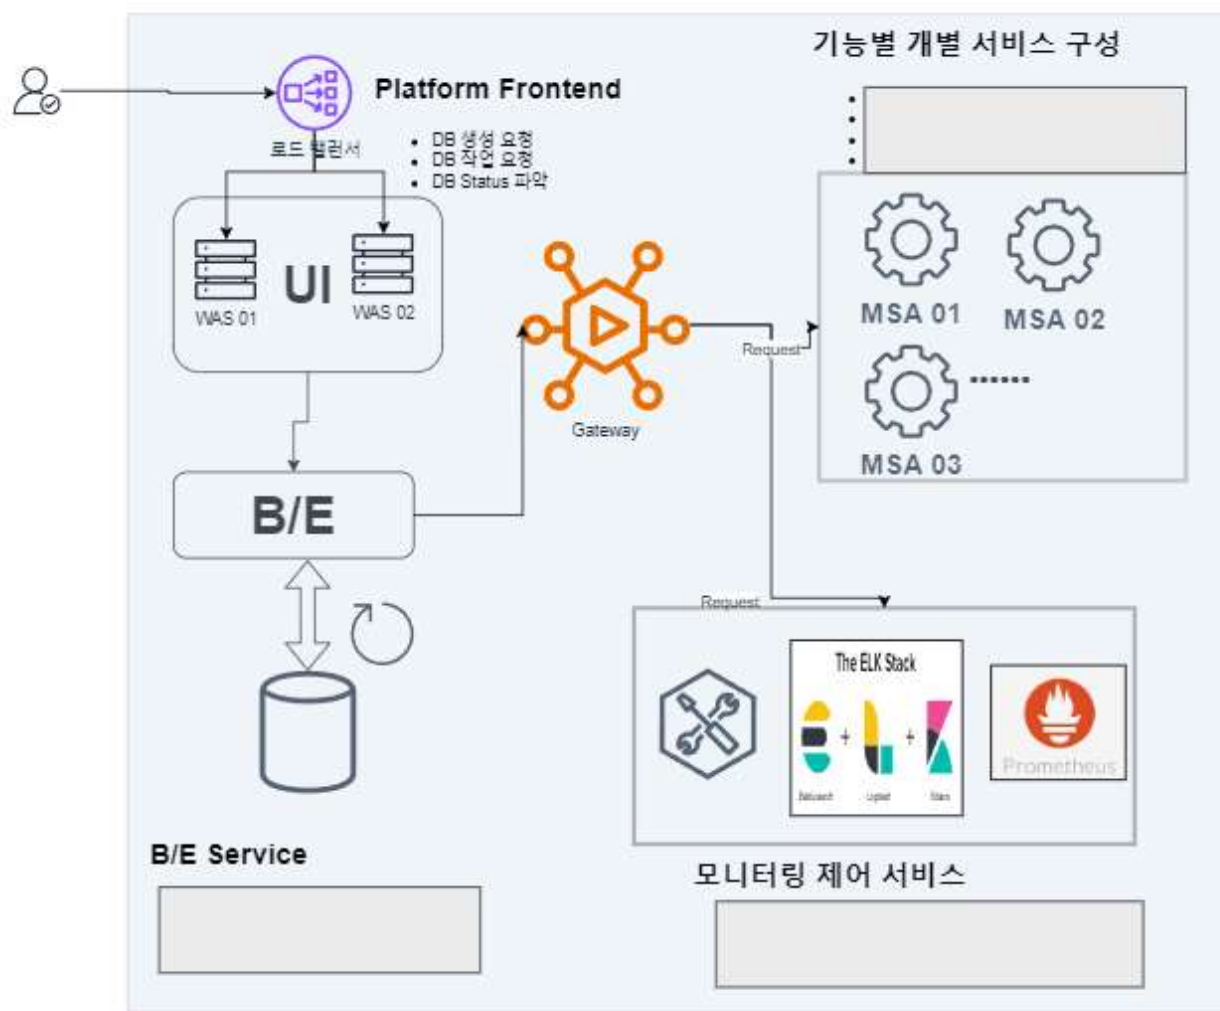 기능별 개별 서비스 구성
Platform Frontend
로드 밸런서
• DB 생성 요청
• DB 작업 요청
• DB Status 파악
UI
WAS 01
WAS 02
MSA 01
MSA 02
MSA 03
......
Request
Gateway
B/E
Request
The ELK Stack
Prometheus
B/E Service
모니터링 제어 서비스